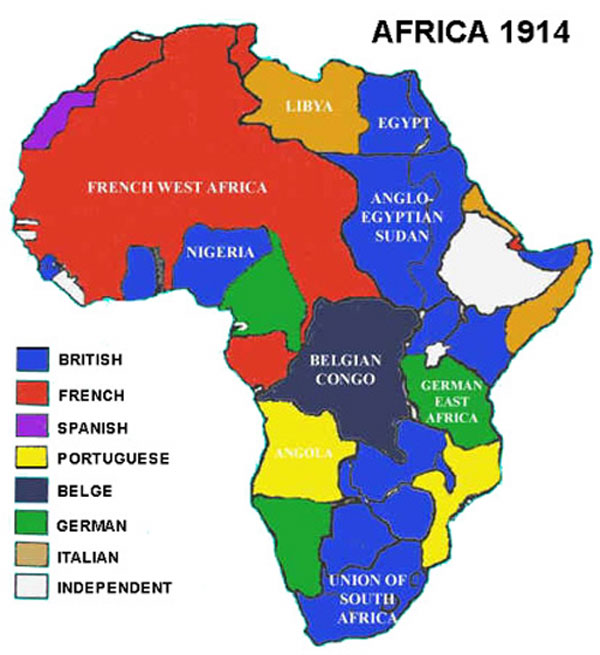 AFRICA 1914
LIBYA
EGYPT
FRENCH WEST AFRICA
ANGLO-
EGYPTIAN
SUDAN
NIGERIA
BELGIAN
CONGO
GERMAN
EAST
AFRICA
ANGOLA
UNION OF
SOUTH
AFRICA
BRITISH
FRENCH
SPANISH
PORTUGUESE
BELGE
GERMAN
ITALIAN
INDEPENDENT